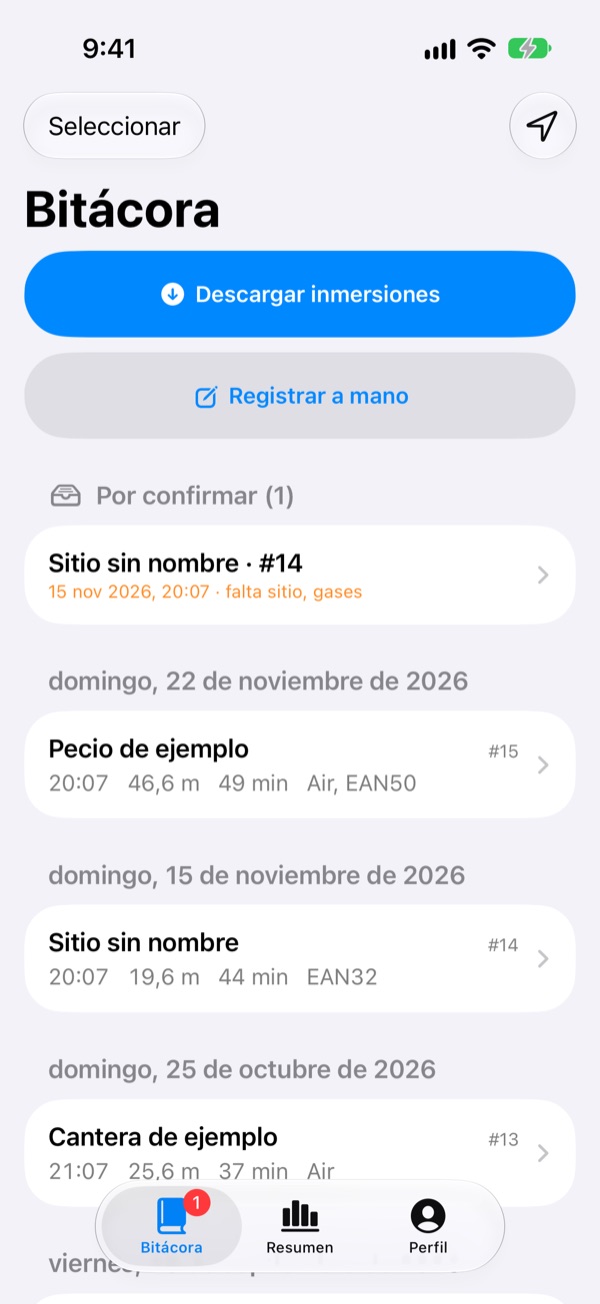 9:41
Seleccionar
Bitácora
Descargar inmersiones
Registrar a mano
Por confirmar (1)
Sitio sin nombre · #14
15 nov 2026, 20:07 · falta sitio, gases
domingo, 22 de noviembre de 2026
Pecio de ejemplo #15
20:07 46,6 m 49 min Air, EAN50
domingo, 15 de noviembre de 2026
Sitio sin nombre #14
20:07 19,6 m 44 min EAN32
domingo, 25 de octubre de 2026
Cantera de ejemplo #13
21:07 25,6 m 37 min Air
1
Bitácora Resumen Perfil
viernes,